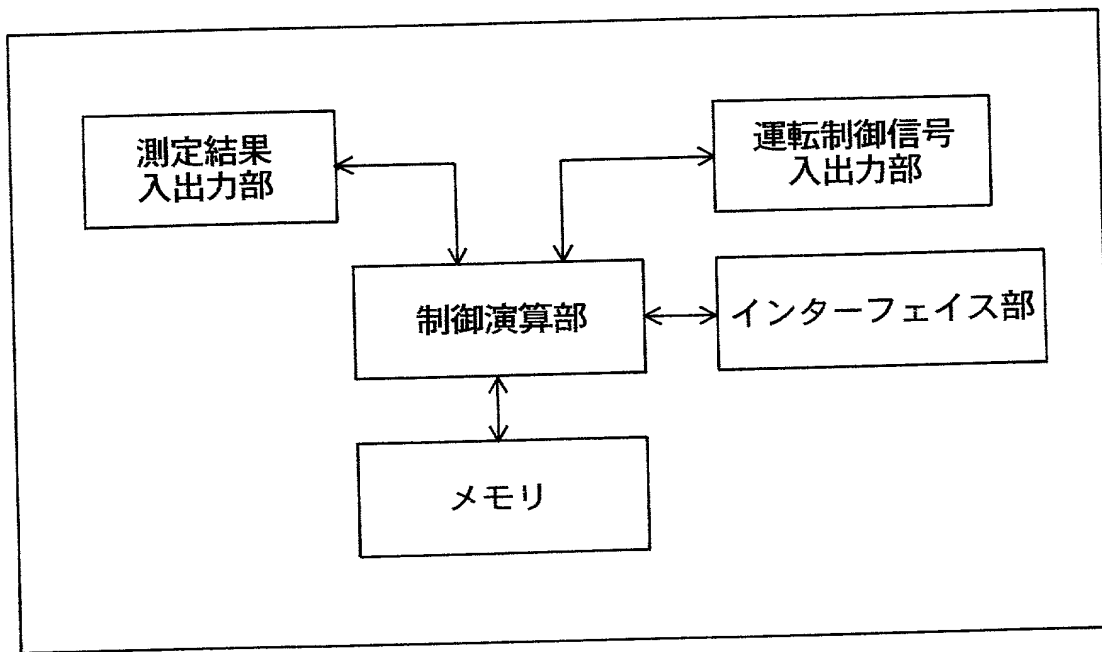 測定結果
入出力部
運転制御信号
入出力部
制御演算部
インターフェイス部
メモリ